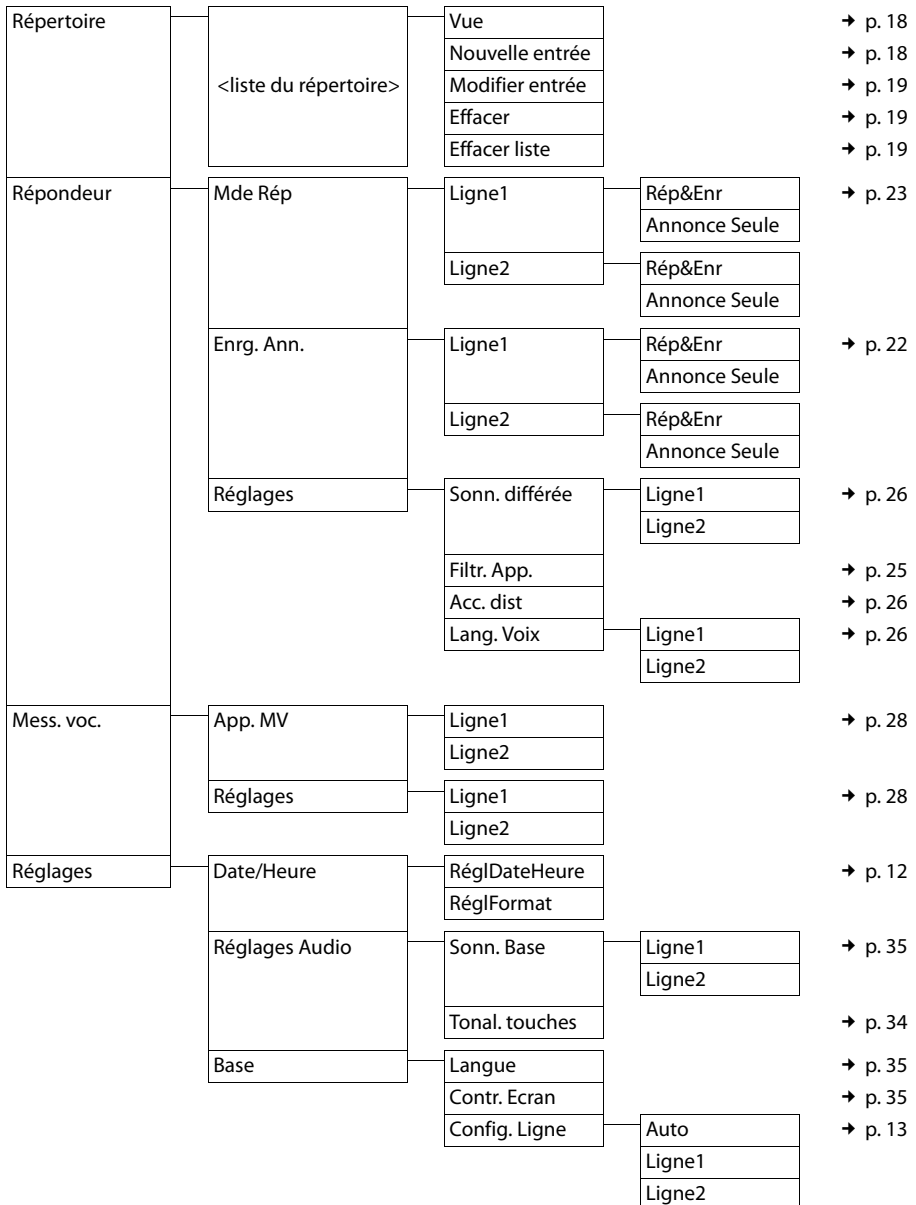 Répertoire <liste du répertoire> Vue ➜ p. 18
Nouvelle entrée ➜ p. 18
Modifier entrée ➜ p. 19
Effacer ➜ p. 19
Effacer liste ➜ p. 19
Répondeur Mde Rép Ligne1 Rép&Enr ➜ p. 23
Annonce Seule
Ligne2 Rép&Enr
Annonce Seule
Enrg. Ann. Ligne1 Rép&Enr ➜ p. 22
Annonce Seule
Ligne2 Rép&Enr
Annonce Seule
Réglages Sonn. différée Ligne1 ➜ p. 26
Ligne2
Filtr. App. ➜ p. 25
Acc. dist ➜ p. 26
Lang. Voix Ligne1 ➜ p. 26
Ligne2
Mess. voc. App. MV Ligne1 ➜ p. 28
Ligne2
Réglages Ligne1 ➜ p. 28
Ligne2
Réglages Date/Heure RéglDateHeure ➜ p. 12
RéglFormat
Réglages Audio Sonn. Base Ligne1 ➜ p. 35
Ligne2
Tonal. touches ➜ p. 34
Base Langue ➜ p. 35
Contr. Ecran ➜ p. 35
Config. Ligne Auto ➜ p. 13
Ligne1
Ligne2